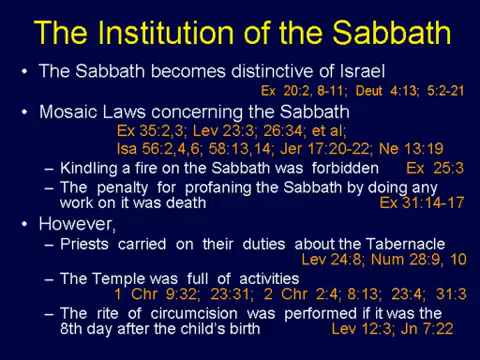 The Institution of the Sabbath
• The Sabbath becomes distinctive of Israel
Ex 20:2, 8-11; Deut 4:13; 5:2-21
• Mosaic Laws concerning the Sabbath
Ex 35:2,3; Lev 23:3; 26:34; et al;
Isa 56:2,4,6; 58:13,14; Jer 17:20-22; Ne 13:19
– Kindling a fire on the Sabbath was forbidden Ex 25:3
– The penalty for profaning the Sabbath by doing any
work on it was death Ex 31:14-17
• However,
– Priests carried on their duties about the Tabernacle
Lev 24:8; Num 28:9, 10
– The Temple was full of activities
1 Chr 9:32; 23:31; 2 Chr 2:4; 8:13; 23:4; 31:3
– The rite of circumcision was performed if it was the
8th day after the child's birth Lev 12:3; Jn 7:22